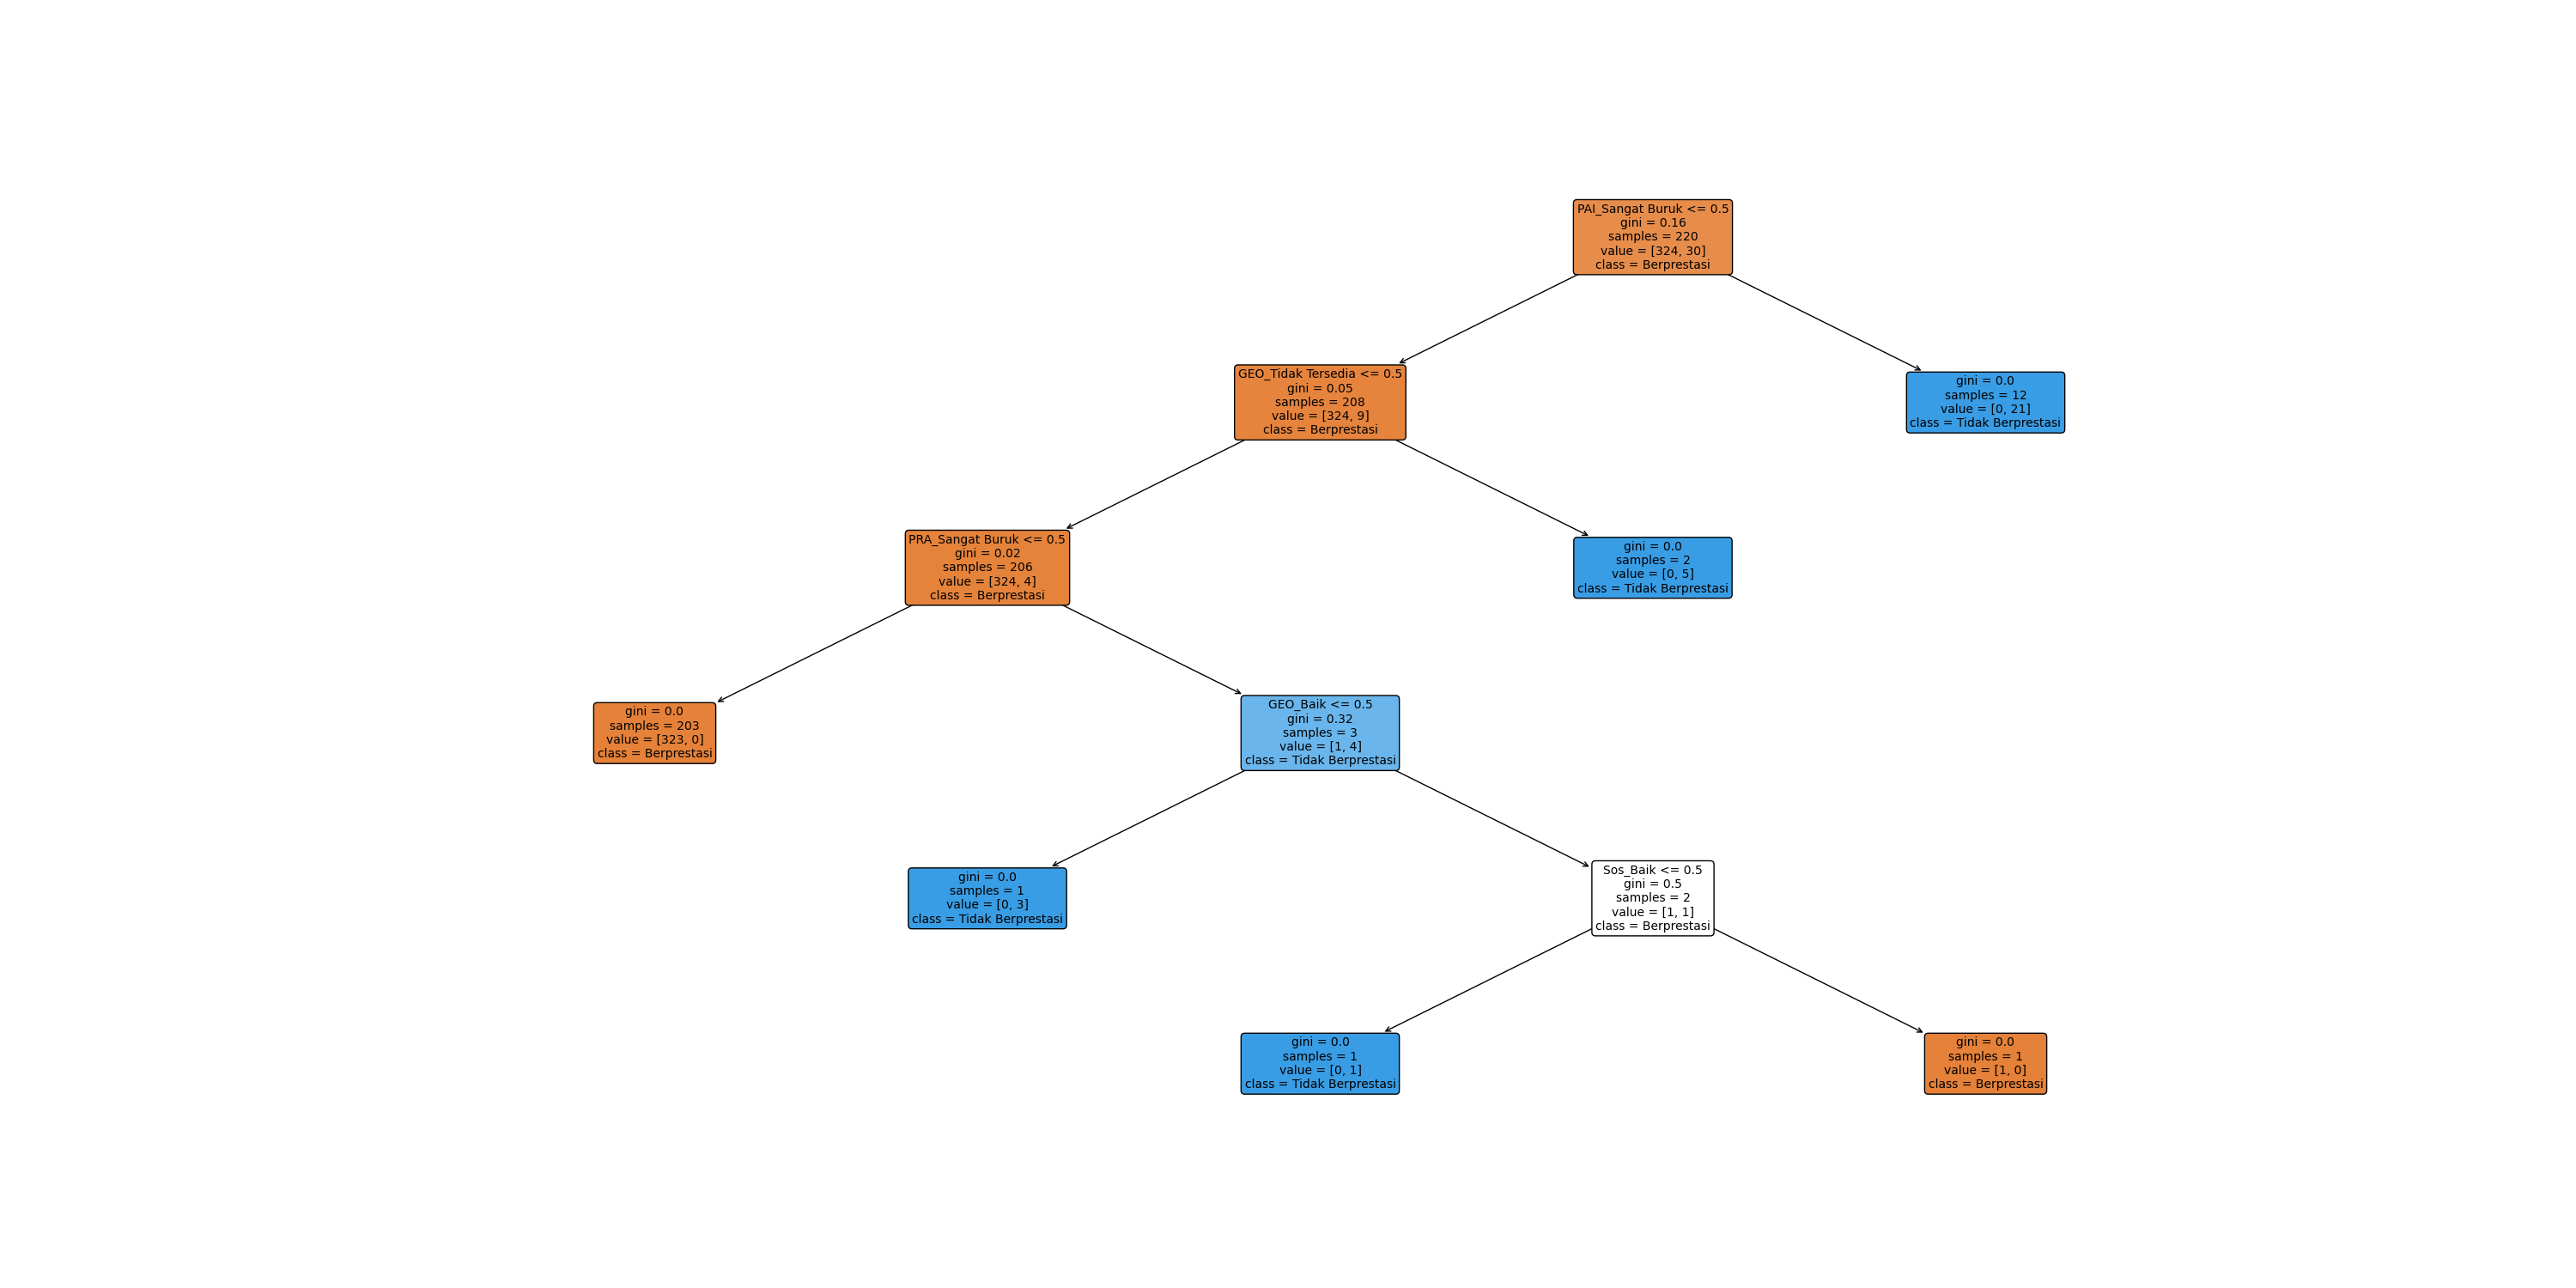 PAI_Sangat Buruk <= 0.5
gini = 0.16
samples = 220
value = [324, 30]
class = Berprestasi
GEO_Tidak Tersedia <= 0.5
gini = 0.05
samples = 208
value = [324, 9]
class = Berprestasi
gini = 0.0
samples = 12
value = [0, 21]
class = Tidak Berprestasi
PRA_Sangat Buruk <= 0.5
gini = 0.02
samples = 206
value = [324, 4]
class = Berprestasi
gini = 0.0
samples = 2
value = [0, 5]
class = Tidak Berprestasi
gini = 0.0
samples = 203
value = [323, 0]
class = Berprestasi
GEO_Baik <= 0.5
gini = 0.32
samples = 3
value = [1, 4]
class = Tidak Berprestasi
gini = 0.0
samples = 1
value = [0, 3]
class = Tidak Berprestasi
Sos_Baik <= 0.5
gini = 0.5
samples = 2
value = [1, 1]
class = Berprestasi
gini = 0.0
samples = 1
value = [0, 1]
class = Tidak Berprestasi
gini = 0.0
samples = 1
value = [1, 0]
class = Berprestasi